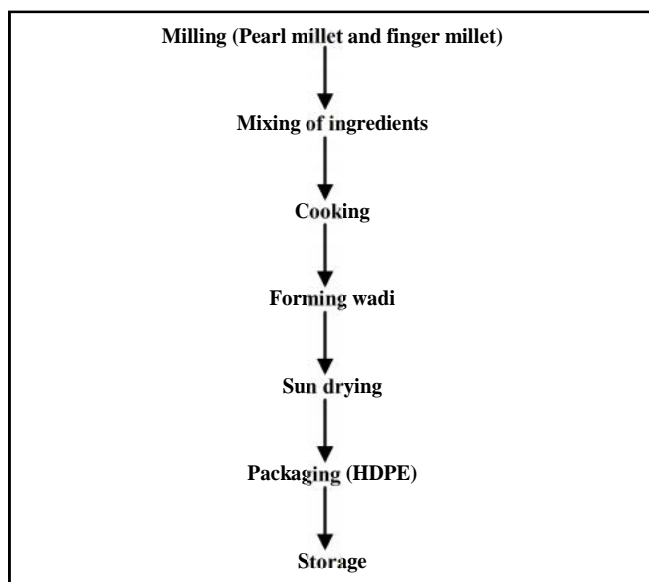 Milling (Pearl millet and finger millet)
Mixing of ingredients
Cooking
Forming wadi
Sun drying
Packaging (HDPE)
Storage